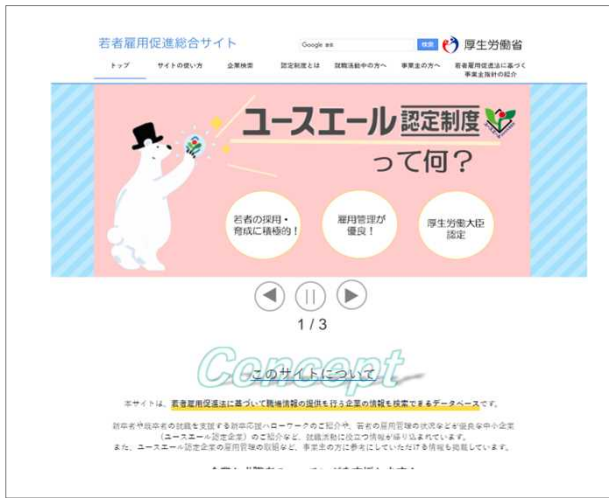 若者雇用促進総合サイト
Google 検索
検索
厚生労働省
トップ
サイトの使い方
企業検索
認定制度とは
就職活動中の方へ
事業主の方へ
若者雇用促進法に基づく
事業主指針の紹介
ユースエール認定制度
って何？
若者の採用・
育成に積極的！
雇用管理が
優良！
厚生労働大臣
認定
1 / 3
Concept
このサイトについて
本サイトは、若者雇用促進法に基づいて職場情報の提供を行う企業の情報を検索できるデータベースです。
新卒者や既卒者の就職を支援する新卒応援ハローワークのご紹介や、若者の雇用管理の状況などが優良な中小企業
（ユースエール認定企業）のご紹介など、就職活動に役立つ情報が盛り込まれています。
また、ユースエール認定企業の雇用管理の取組など、事業主の方に参考にしていただける情報も掲載しています。